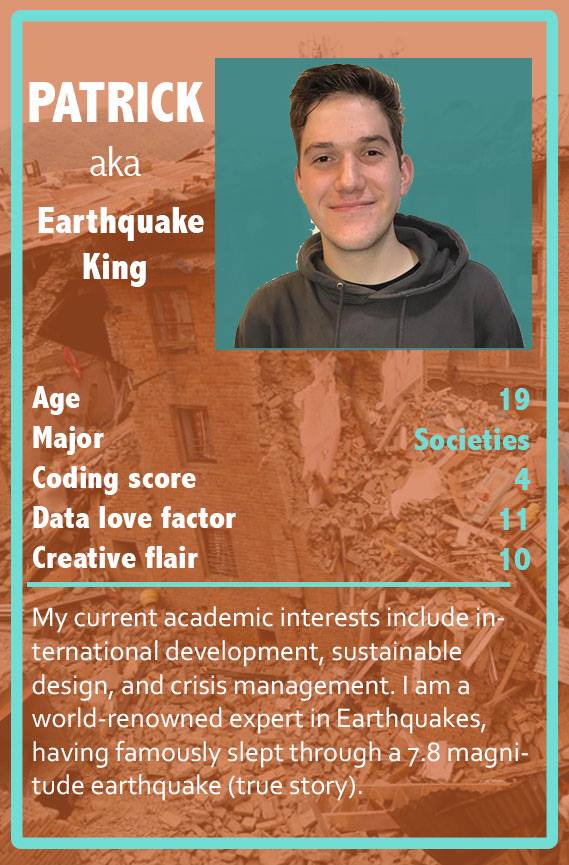 PATRICK
aka
Earthquake
King
Age 19
Major Societies
Coding score 4
Data love factor 11
Creative flair 10
My current academic interests include in-
ternational development, sustainable
design, and crisis management. I am a
world-renowned expert in Earthquakes,
having famously slept through a 7.8 magni-
tude earthquake (true story).